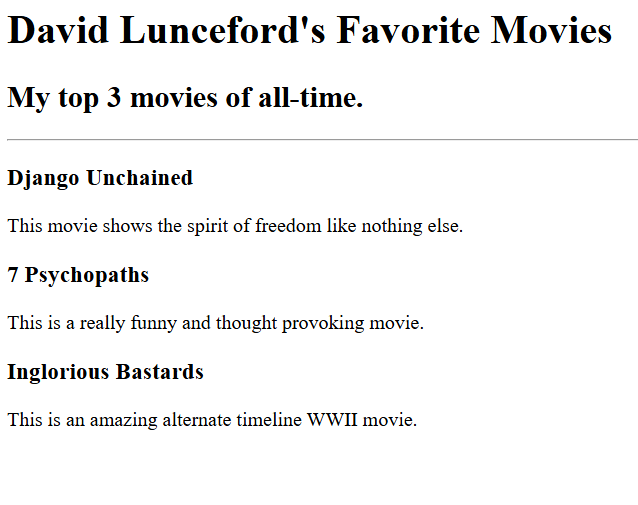 David Lunceford's Favorite Movies
My top 3 movies of all-time.
Django Unchained
This movie shows the spirit of freedom like nothing else.
7 Psychopaths
This is a really funny and thought provoking movie.
Inglorious Bastards
This is an amazing alternate timeline WWII movie.